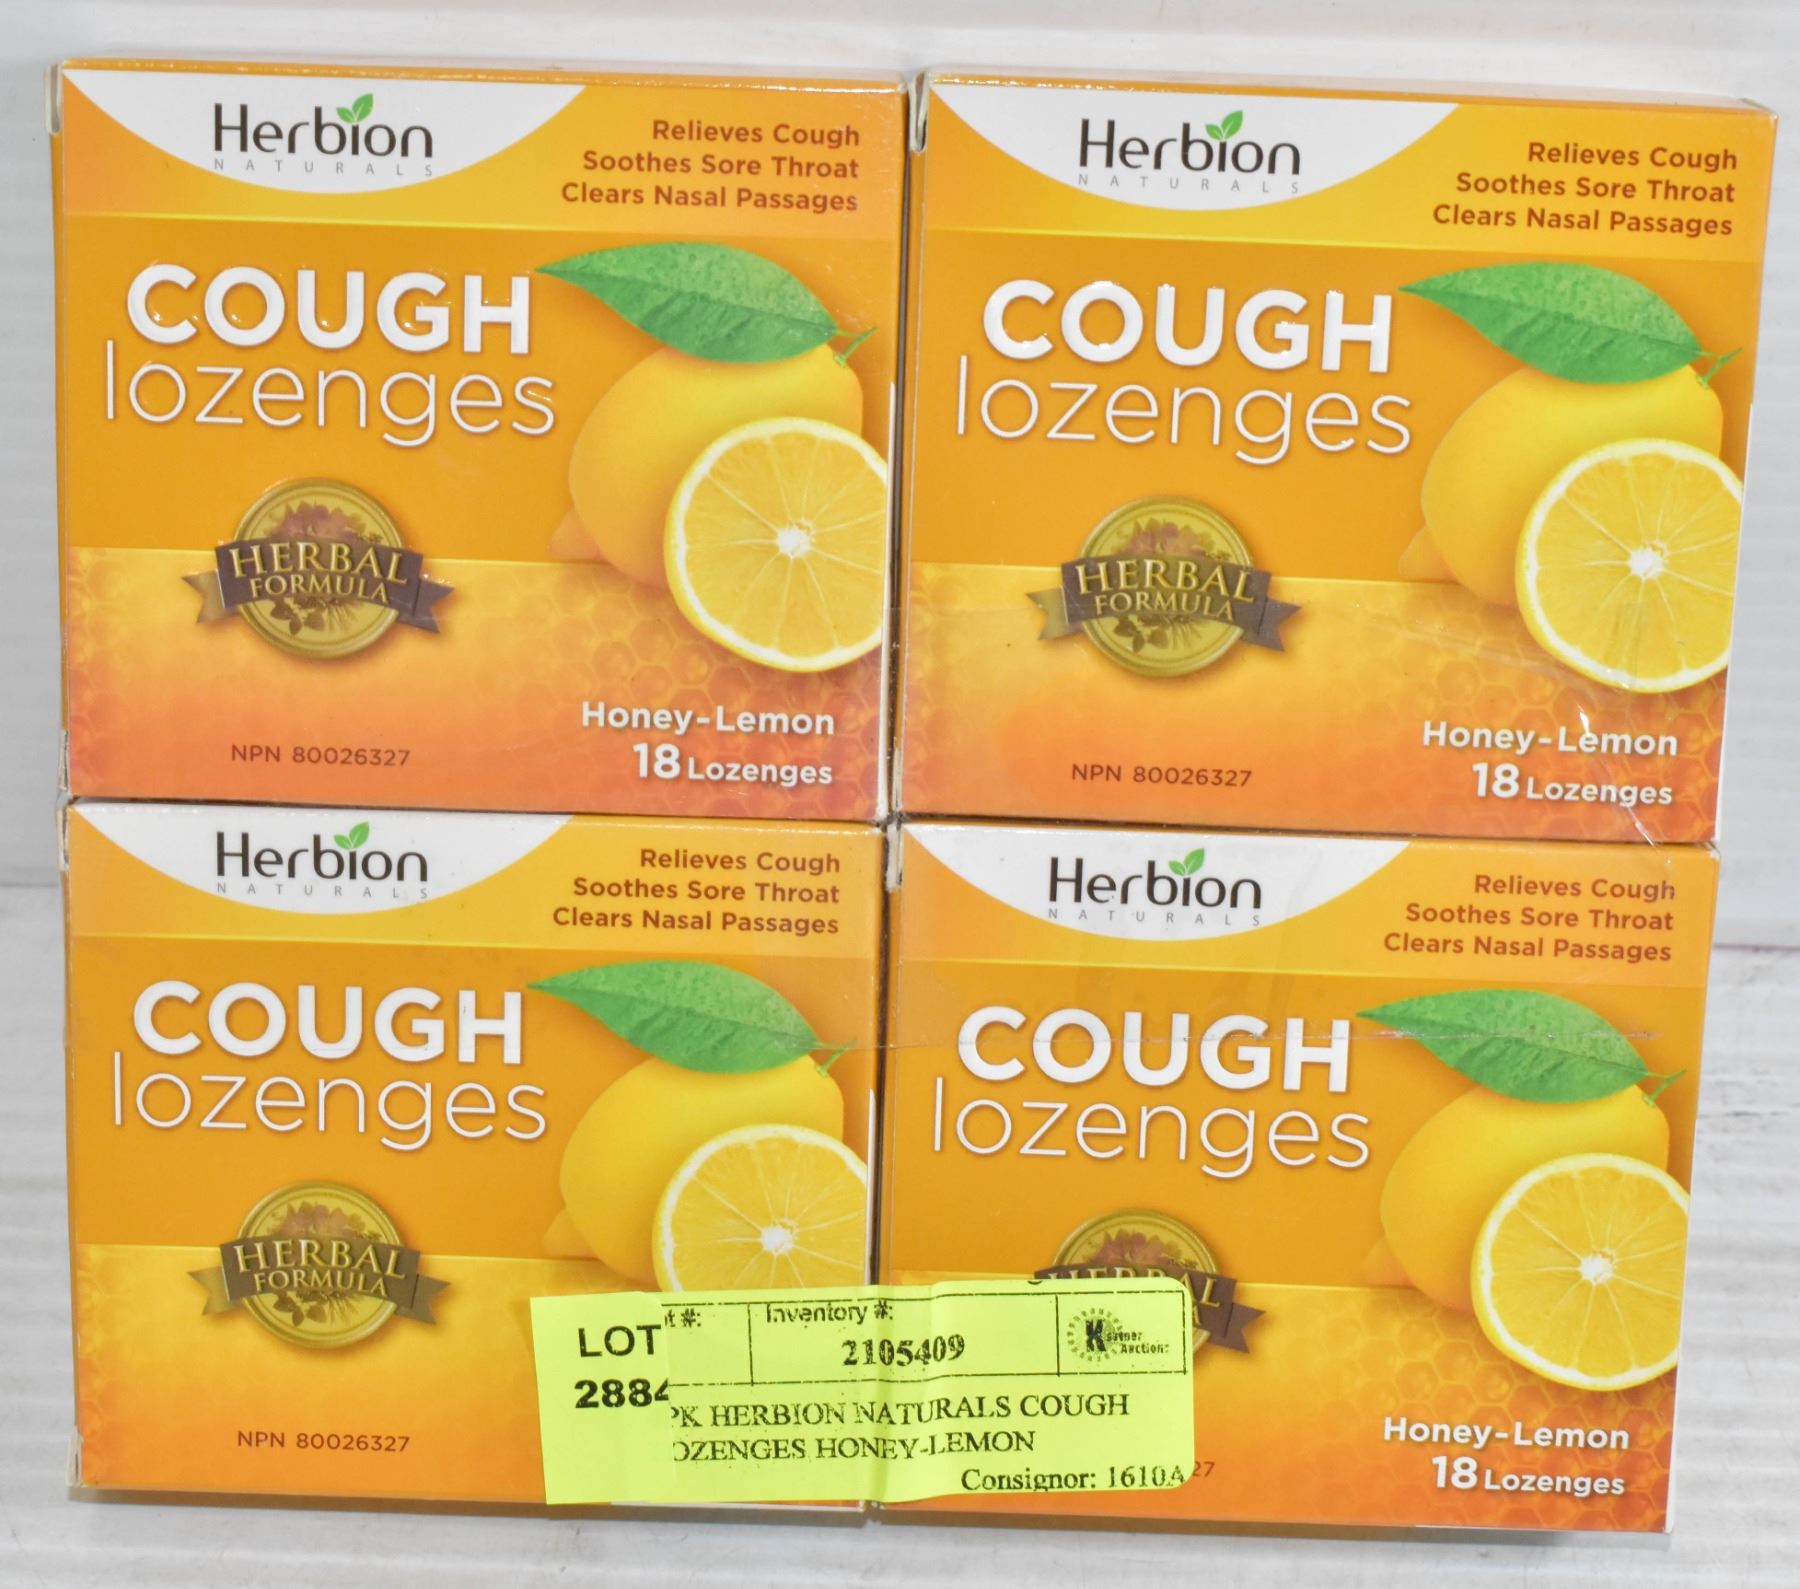 Herbion
NATURALS
Relieves Cough
Soothes Sore Throat
Clears Nasal Passages
COUGH
lozenges
HERBAL
FORMULA
NPN 80026327
Honey-Lemon
18 Lozenges
Herbion
NATURALS
Relieves Cough
Soothes Sore Throat
Clears Nasal Passages
COUGH
lozenges
HERBAL
FORMULA
NPN 80026327
Honey-Lemon
18 Lozenges
Herbion
NATURALS
Relieves Cough
Soothes Sore Throat
Clears Nasal Passages
COUGH
lozenges
HERBAL
FORMULA
NPN 80026327
Herbion
NATURALS
Relieves Cough
Soothes Sore Throat
Clears Nasal Passages
COUGH
lozenges
Honey-Lemon
18 Lozenges
27
LOT
2884
t #:
Inventory #:
2105409
PK HERBION NATURALS COUGH
OZENGES HONEY-LEMON
Consignor: 1610A